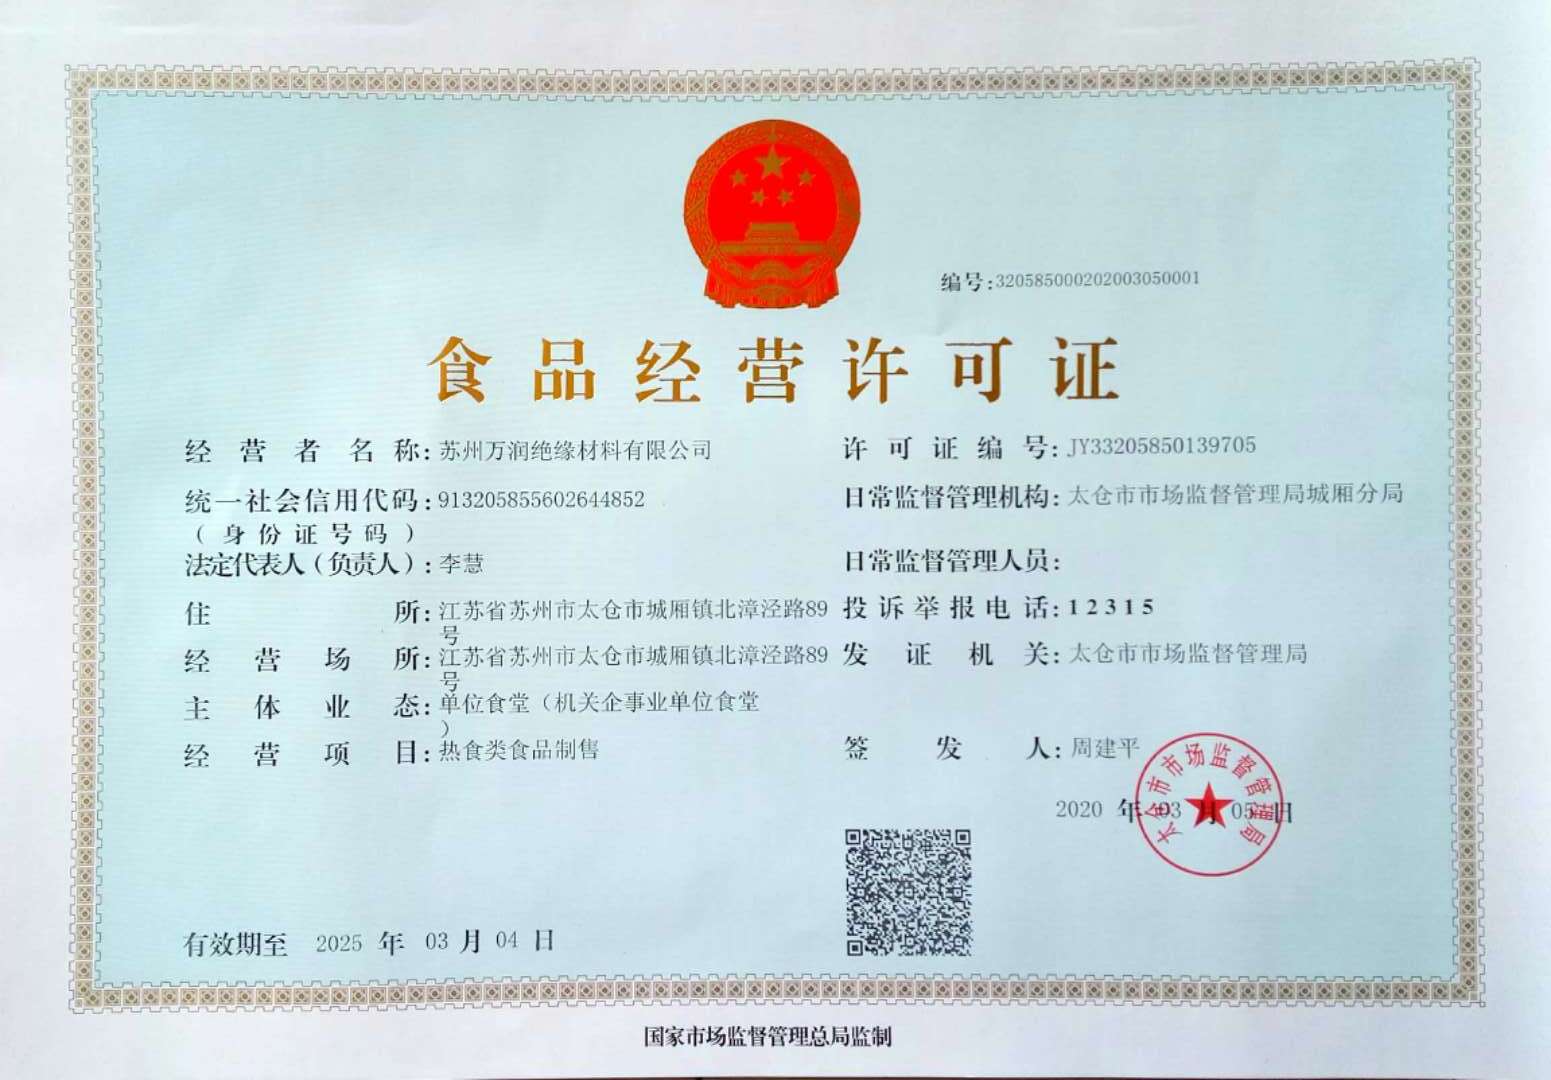 编号:320585000202003050001
食品经营许可证
经营者名称:苏州万润绝缘材料有限公司
许可证编号:JY33205850139705
统一社会信用代码:913205855602644852
(身份证号码)
日常监督管理机构:太仓市市场监督管理局城厢分局
法定代表人(负责人):李慧
日常监督管理人员:
住所:江苏省苏州市太仓市城厢镇北漳泾路89
号
投诉举报电话:12315
经营场所:江苏省苏州市太仓市城厢镇北漳泾路89
号
发证机关:太仓市市场监督管理局
主体业态:单位食堂（机关企事业单位食堂
）
经营项目:热食类食品制售
签发人:周建平
太仓市市场监督管理局
2020 年 03 月 05 日
有效期至 2025 年 03 月 04 日
国家市场监督管理总局监制